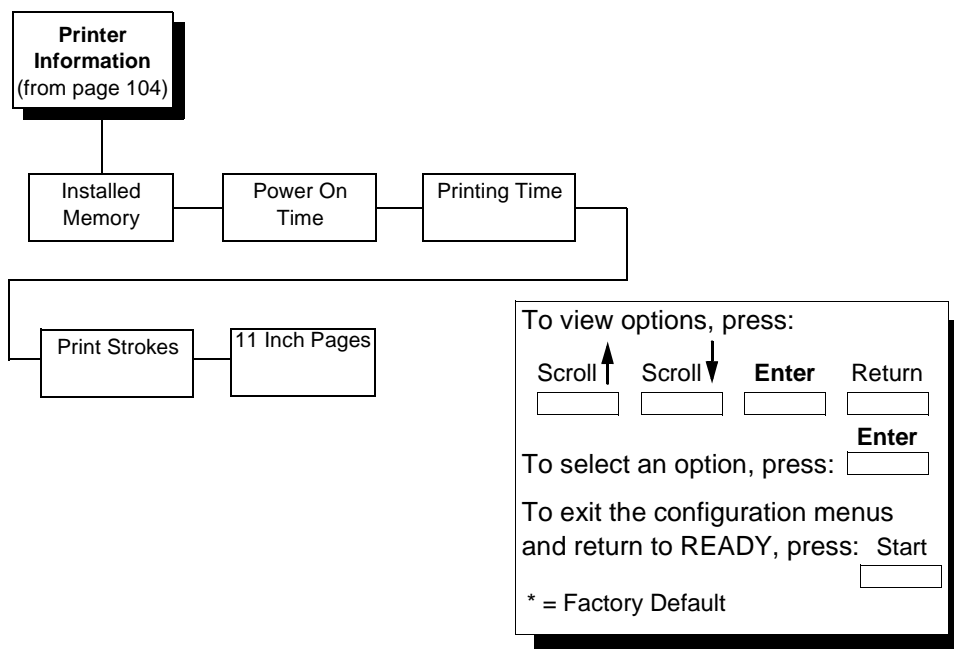 Printer
Information
(from page 104)
Installed
Memory
Power On
Time
Printing Time
Print Strokes
11 Inch Pages
To view options, press:
Scroll Scroll Enter Return
Enter
To select an option, press:
To exit the configuration menus
and return to READY, press: Start
* = Factory Default